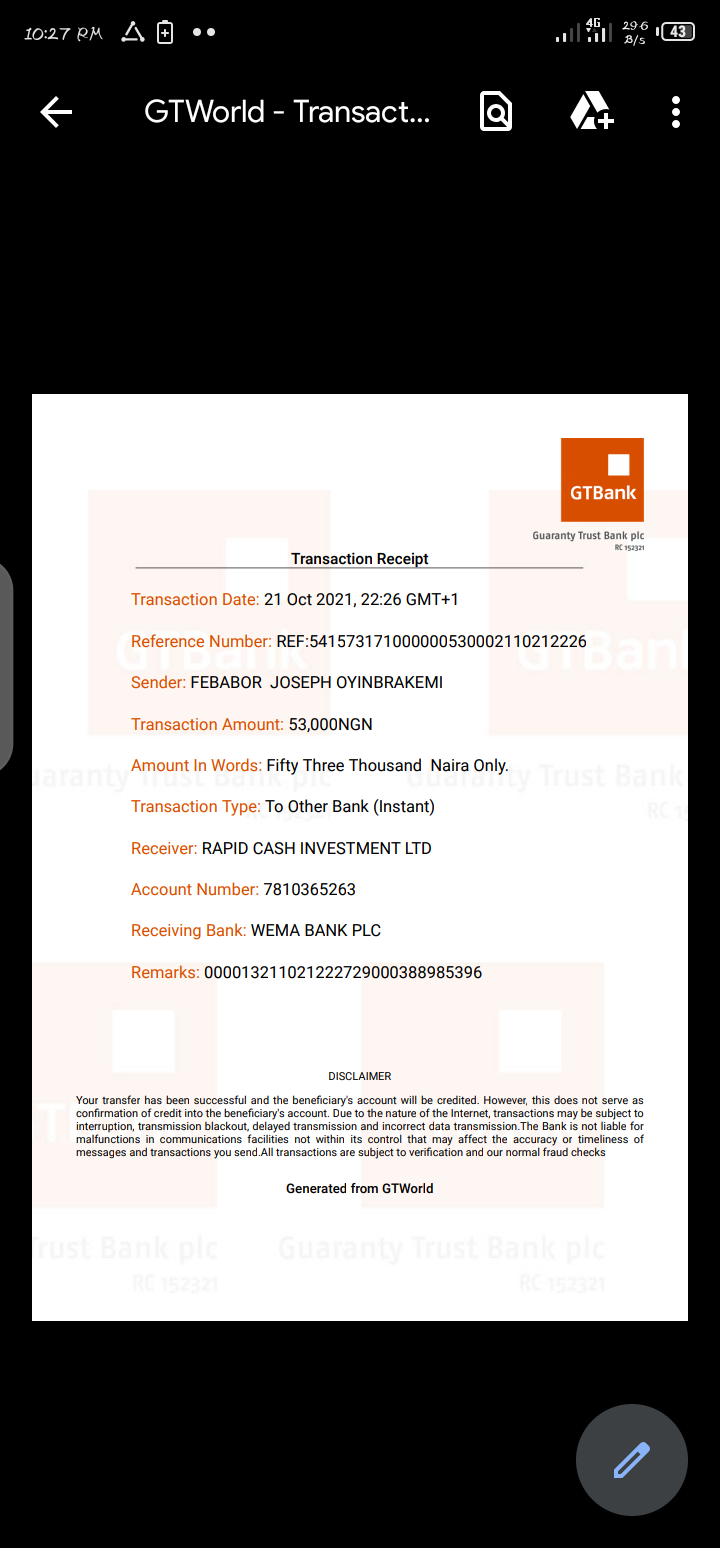 10:27 PM
4G
29.6
B/s
43
GTWorld - Transact...
GTBank
Guaranty Trust Bank plc
RC 152321
Transaction Receipt
Transaction Date: 21 Oct 2021, 22:26 GMT+1
Reference Number: REF:5415731710000005300021102122226
Sender: FEBABOR JOSEPH OYINBRAKEMI
Transaction Amount: 53,000NGN
Amount In Words: Fifty Three Thousand Naira Only.
Transaction Type: To Other Bank (Instant)
Receiver: RAPID CASH INVESTMENT LTD
Account Number: 7810365263
Receiving Bank: WEMA BANK PLC
Remarks: 000013211021222729000388985396
DISCLAIMER
Your transfer has been successful and the beneficiary's account will be credited. However, this does not serve as
confirmation of credit into the beneficiary's account. Due to the nature of the Internet, transactions may be subject to
interruption, transmission blackout, delayed transmission and incorrect data transmission.The Bank is not liable for
malfunctions in communications facilities not within its control that may affect the accuracy or timeliness of
messages and transactions you send.All transactions are subject to verification and our normal fraud checks
Generated from GTWorld
Trust Bank plc
Guaranty Trust Bank plc
RC 152321
RC 152321